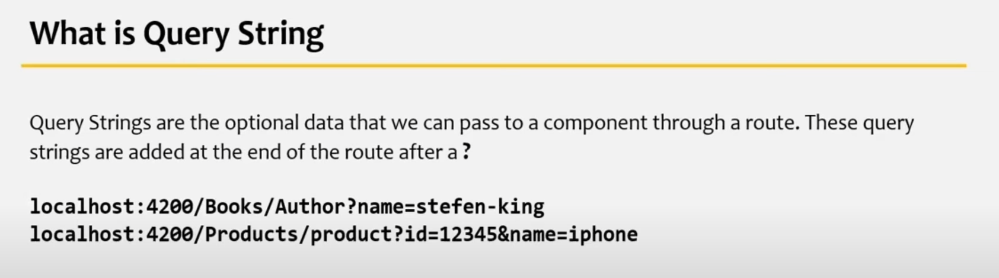 What is Query String
Query Strings are the optional data that we can pass to a component through a route. These query
strings are added at the end of the route after a ?
localhost:4200/Books/Author?name=stefen-king
localhost:4200/Products/product?id=12345&name=iphone